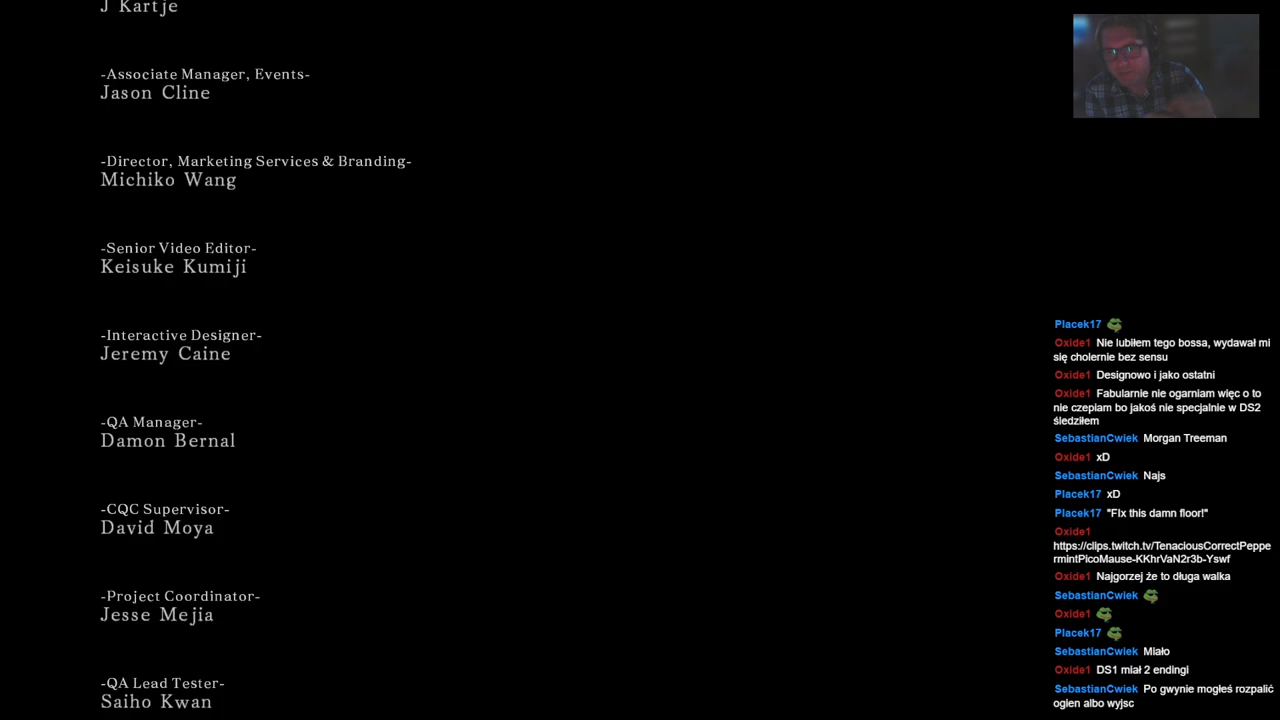 J Kartje
-Associate Manager, Events-
Jason Cline
-Director, Marketing Services & Branding-
Michiko Wang
-Senior Video Editor-
Keisuke Kumiji
-Interactive Designer-
Jeremy Caine
-QA Manager-
Damon Bernal
-CQC Supervisor-
David Moya
-Project Coordinator-
Jesse Mejia
-QA Lead Tester-
Saiho Kwan
Placek17
Oxide1 Nie lubiłem tego bossa, wydawał mi
się cholernie bez sensu
Oxide1 Designowo i jako ostatni
Oxide1 Fabularnie nie ogarniam więc o to
nie czepiam bo jakoś nie specjalnie w DS2
śledziłem
SebastianCwiek Morgan Treeman
Oxide1 xD
SebastianCwiek Najs
Placek17 xD
Placek17 "FIx this damn floor!"
Oxide1
https://clips.twitch.tv/TenaciousCorrectPeppe
rmintPicoMause-KKhrVaN2r3b-Yswf
Oxide1 Najgorzej że to długa walka
SebastianCwiek
Oxide1
Placek17
SebastianCwiek Miało
Oxide1 DS1 miał 2 endingi
SebastianCwiek Po gwynie mogłeś rozpalić
ogien albo wyjsc